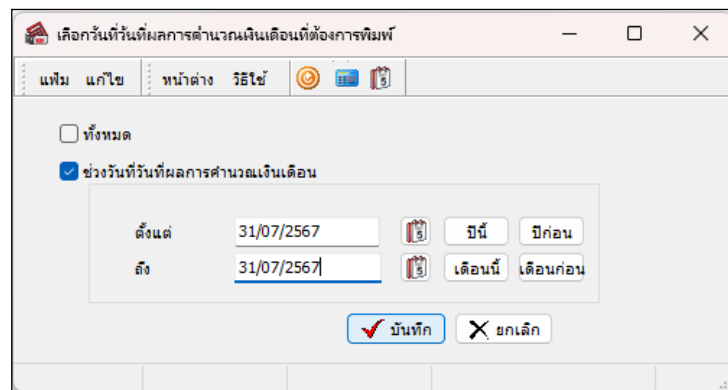 เลือกวันที่วันที่ผลการคำนวณเงินเดือนที่ต้องการพิมพ์
แฟ้ม แก้ไข หน้าต่าง วิธีใช้
ทั้งหมด
ช่วงวันที่วันที่ผลการคำนวณเงินเดือน
ตั้งแต่ 31/07/2567 5 ปีนี้ ปีก่อน
ถึง 31/07/2567 5 เดือนนี้ เดือนก่อน
บันทึก ยกเลิก